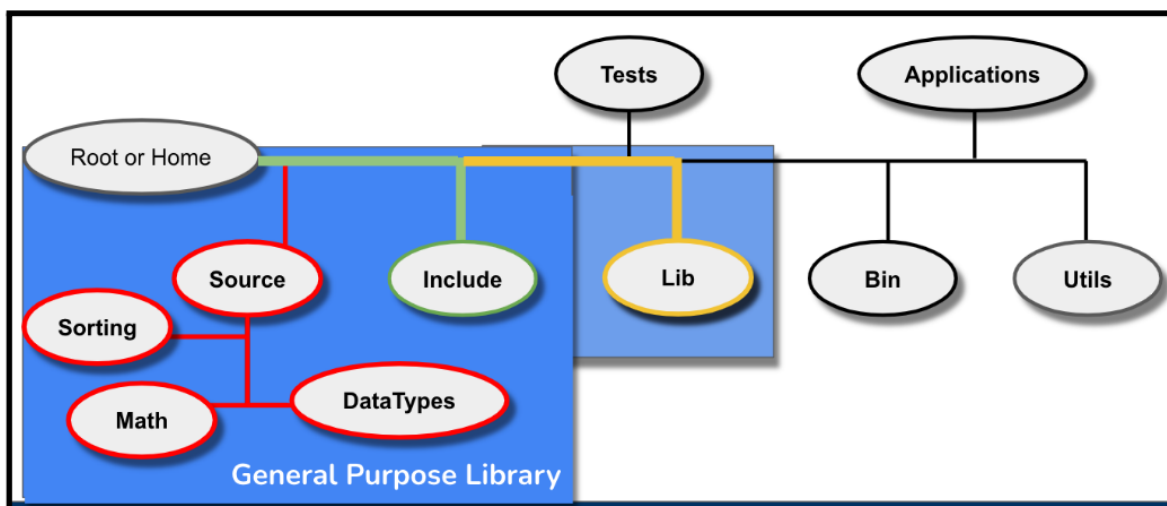 Tests
Applications
Root or Home
Source
Include
Lib
Bin
Utils
Sorting
Math
DataTypes
General Purpose Library